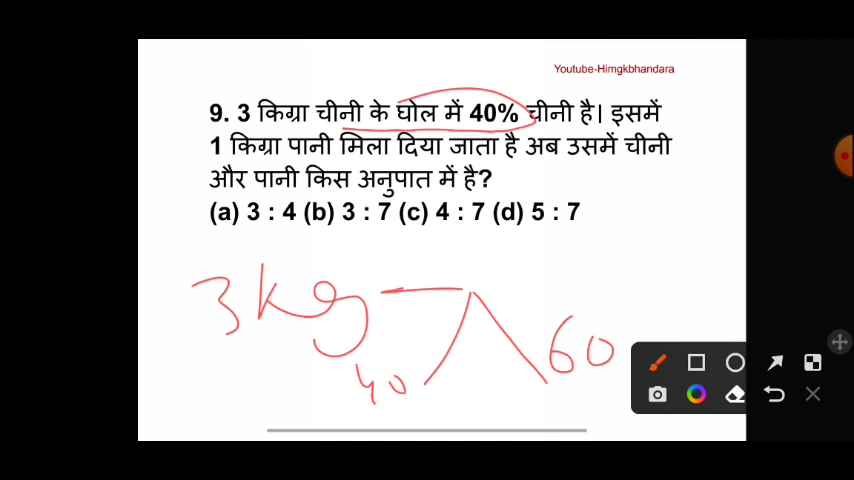 Youtube-Himgkbhandara
9. 3 किग्रा चीनी के घोल में 40% चीनी है। इसमें
1 किग्रा पानी मिला दिया जाता है अब उसमें चीनी
और पानी किस अनुपात में है?
(a) 3 : 4 (b) 3 : 7 (c) 4 : 7 (d) 5 : 7
3kg
60
40